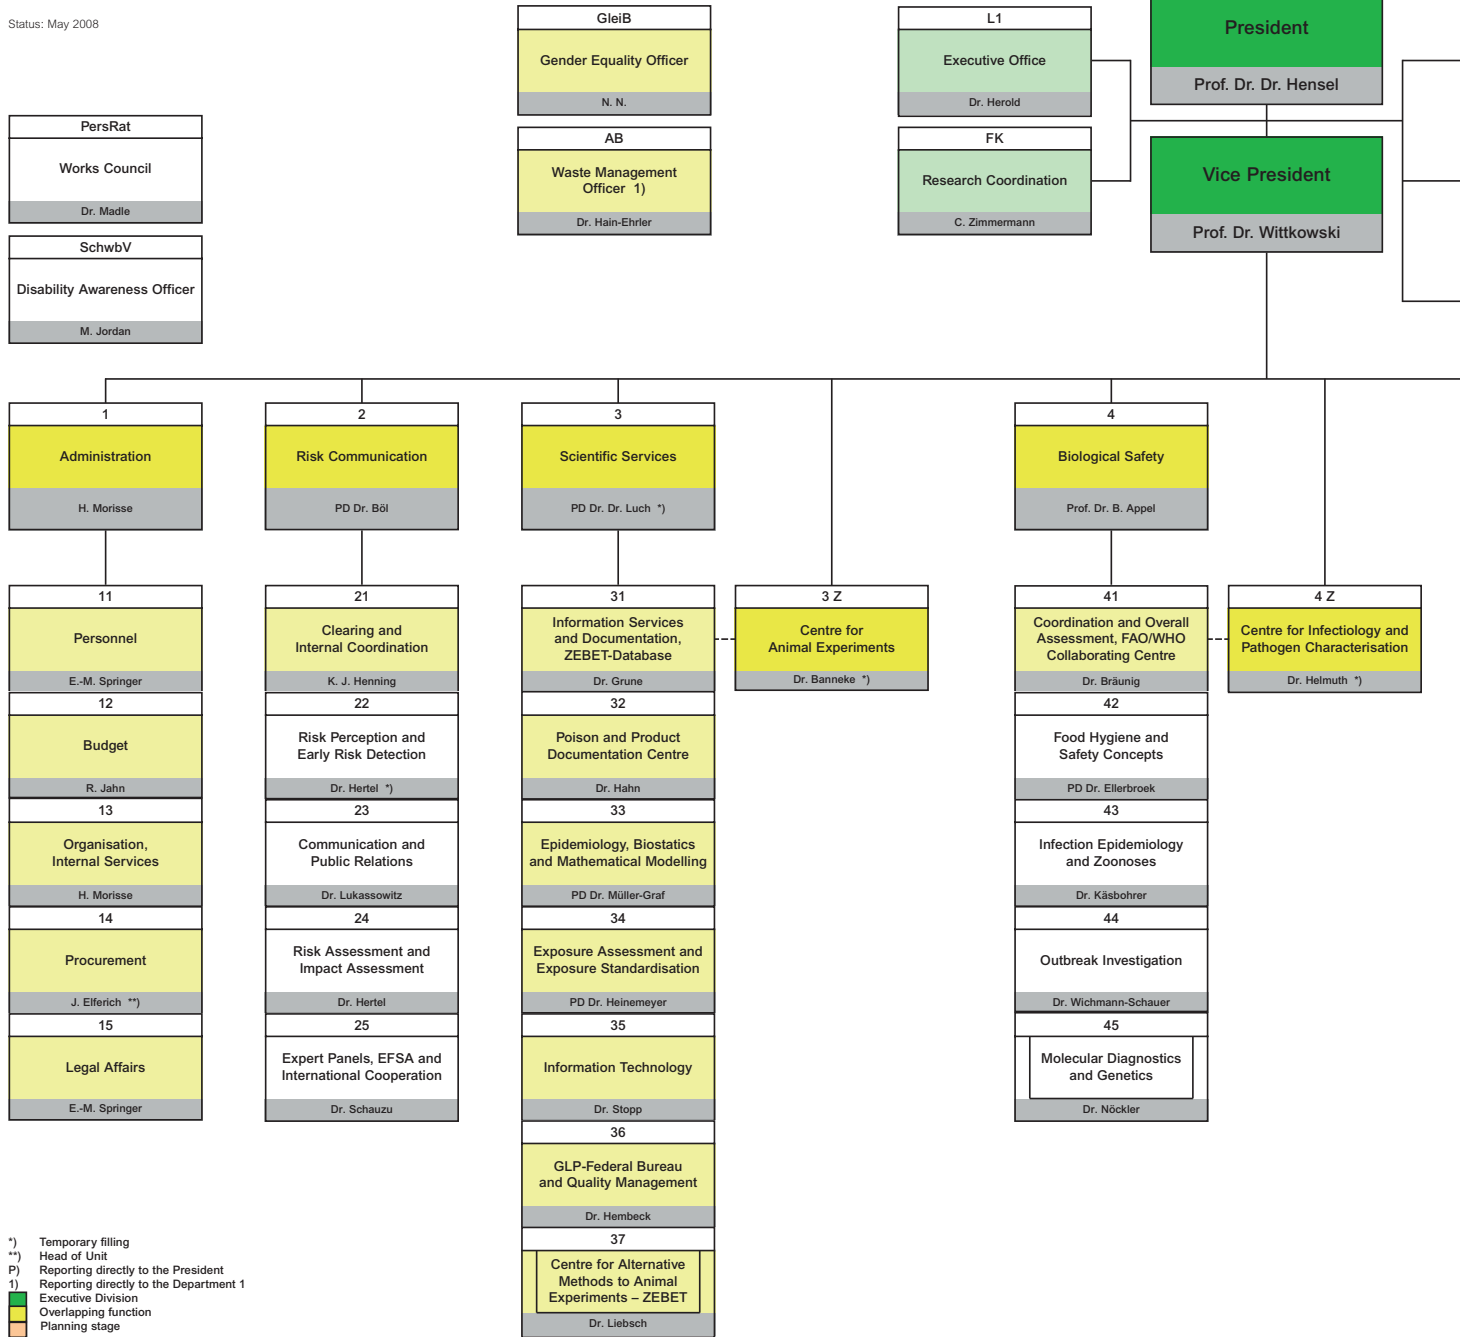 Status: May 2008
GleiB
Gender Equality Officer
N. N.
AB
Waste Management
Officer 1)
Dr. Hain-Ehrler
L1
Executive Office
Dr. Herold
FK
Research Coordination
C. Zimmermann
President
Prof. Dr. Dr. Hensel
Vice President
Prof. Dr. Wittkowski
PersRat
Works Council
Dr. Madle
SchwbV
Disability Awareness Officer
M. Jordan
1
Administration
H. Morisse
11
Personnel
E.-M. Springer
12
Budget
R. Jahn
13
Organisation,
Internal Services
H. Morisse
14
Procurement
J. Elferich **)
15
Legal Affairs
E.-M. Springer
2
Risk Communication
PD Dr. Böl
21
Clearing and
Internal Coordination
K. J. Henning
22
Risk Perception and
Early Risk Detection
Dr. Hertel *)
23
Communication and
Public Relations
Dr. Lukassowitz
24
Risk Assessment and
Impact Assessment
Dr. Hertel
25
Expert Panels, EFSA and
International Cooperation
Dr. Schauzu
3
Scientific Services
PD Dr. Dr. Luch *)
31
Information Services
and Documentation,
ZEBET-Database
Dr. Grune
32
Poison and Product
Documentation Centre
Dr. Hahn
33
Epidemiology, Biostatics
and Mathematical Modelling
PD Dr. Müller-Graf
34
Exposure Assessment and
Exposure Standardisation
PD Dr. Heinemeyer
35
Information Technology
Dr. Stopp
36
GLP-Federal Bureau
and Quality Management
Dr. Hembeck
37
Centre for Alternative
Methods to Animal
Experiments – ZEBET
Dr. Liebsch
3 Z
Centre for
Animal Experiments
Dr. Banneke *)
4
Biological Safety
Prof. Dr. B. Appel
41
Coordination and Overall
Assessment, FAO/WHO
Collaborating Centre
Dr. Bräunig
42
Food Hygiene and
Safety Concepts
PD Dr. Ellerbroek
43
Infection Epidemiology
and Zoonoses
Dr. Käsbohrer
44
Outbreak Investigation
Dr. Wichmann-Schauer
45
Molecular Diagnostics
and Genetics
Dr. Nöckler
4 Z
Centre for Infectiology and
Pathogen Characterisation
Dr. Helmuth *)
*) Temporary filling
**) Head of Unit
P) Reporting directly to the President
1) Reporting directly to the Department 1
Executive Division
Overlapping function
Planning stage